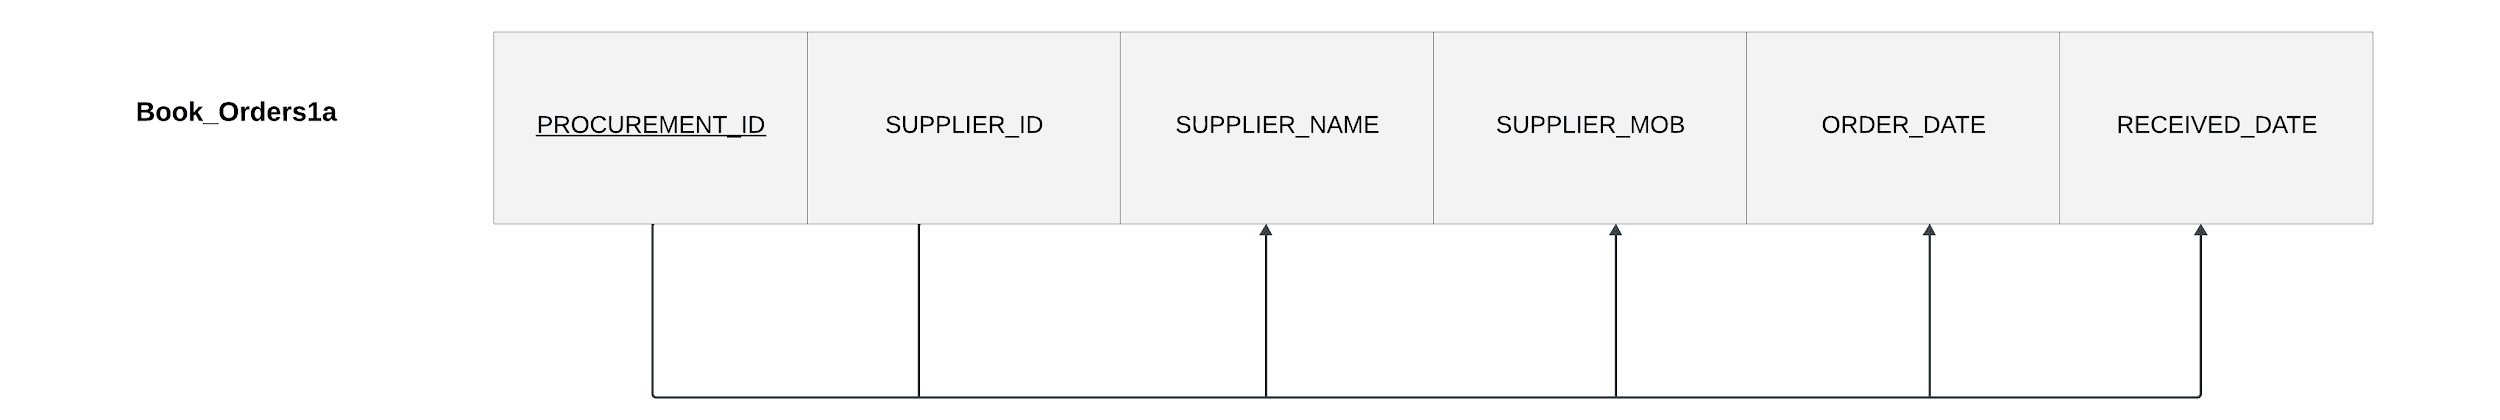 Book_Orders1a
PROCUREMENT_ID
SUPPLIER_ID
SUPPLIER_NAME
SUPPLIER_MOB
ORDER_DATE
RECEIVED_DATE